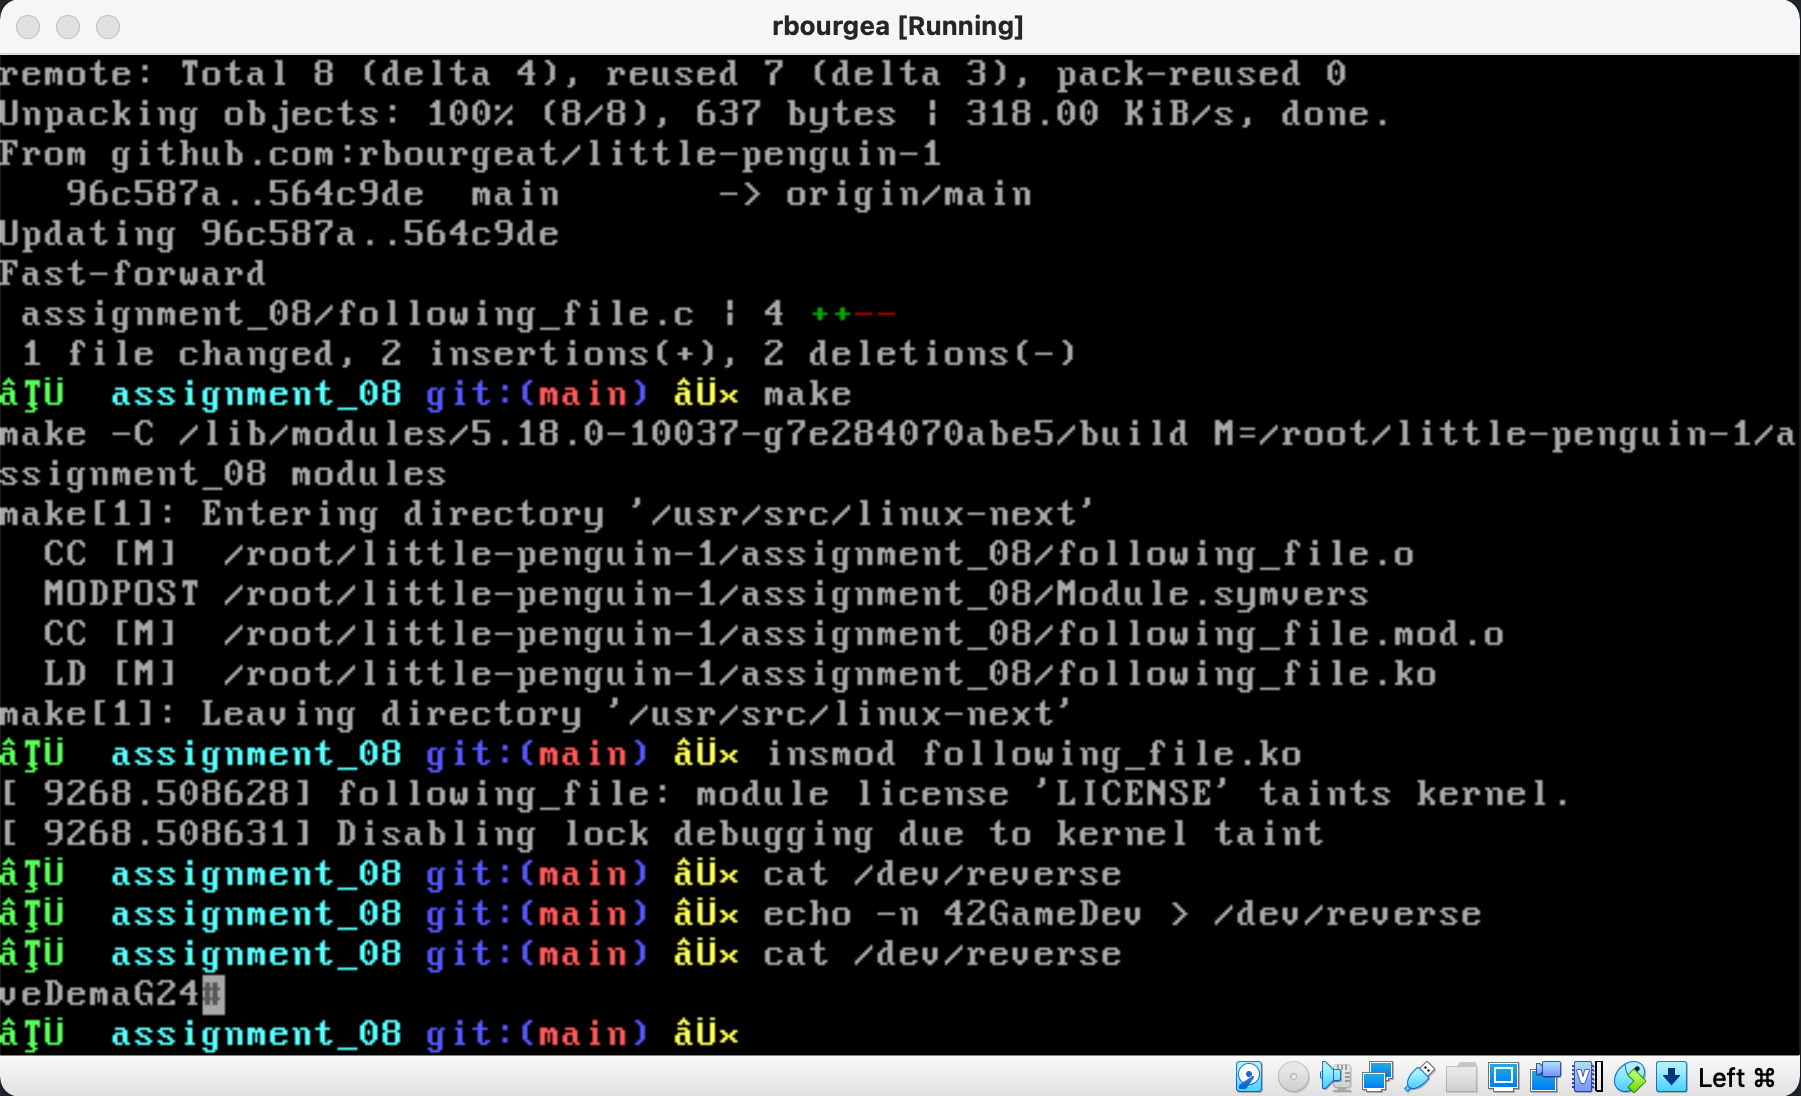 rbourgea [Running]
remote: Total 8 (delta 4), reused 7 (delta 3), pack-reused 0
Unpacking objects: 100% (8/8), 637 bytes | 318.00 KiB/s, done.
From github.com:rbourgeat/little-penguin-1
   96c587a..564c9de  main       -> origin/main
Updating 96c587a..564c9de
Fast-forward
 assignment_08/following_file.c | 4 ++--
 1 file changed, 2 insertions(+), 2 deletions(-)
âŢÜ  assignment_08 git:(main) âÜ× make
make -C /lib/modules/5.18.0-10037-g7e284070abe5/build M=/root/little-penguin-1/a
ssignment_08 modules
make[1]: Entering directory '/usr/src/linux-next'
  CC [M]  /root/little-penguin-1/assignment_08/following_file.o
  MODPOST /root/little-penguin-1/assignment_08/Module.symvers
  CC [M]  /root/little-penguin-1/assignment_08/following_file.mod.o
  LD [M]  /root/little-penguin-1/assignment_08/following_file.ko
make[1]: Leaving directory '/usr/src/linux-next'
âŢÜ  assignment_08 git:(main) âÜ× insmod following_file.ko
[ 9268.508628] following_file: module license 'LICENSE' taints kernel.
[ 9268.508631] Disabling lock debugging due to kernel taint
âŢÜ  assignment_08 git:(main) âÜ× cat /dev/reverse
âŢÜ  assignment_08 git:(main) âÜ× echo -n 42GameDev > /dev/reverse
âŢÜ  assignment_08 git:(main) âÜ× cat /dev/reverse
veDemaG24#
âŢÜ  assignment_08 git:(main) âÜ×
Left ⌘